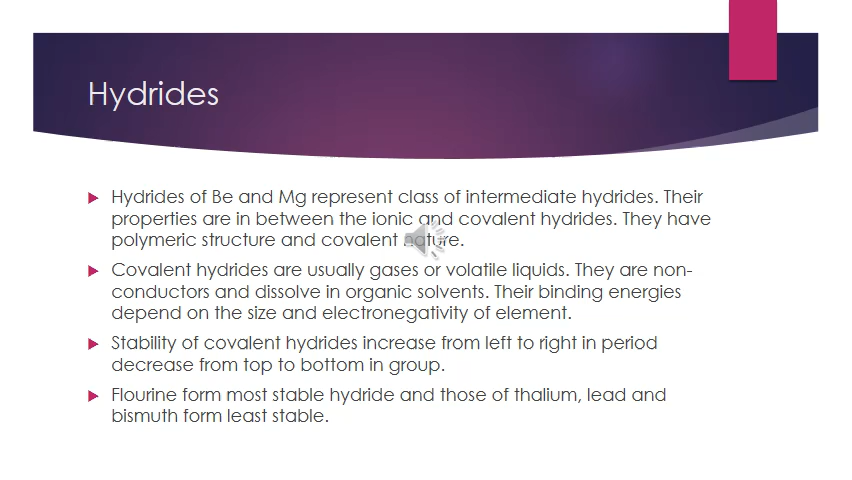 Hydrides
Hydrides of Be and Mg represent class of intermediate hydrides. Their
properties are in between the ionic and covalent hydrides. They have
polymeric structure and covalent nature.
Covalent hydrides are usually gases or volatile liquids. They are non-
conductors and dissolve in organic solvents. Their binding energies
depend on the size and electronegativity of element.
Stability of covalent hydrides increase from left to right in period
decrease from top to bottom in group.
Flourine form most stable hydride and those of thalium, lead and
bismuth form least stable.